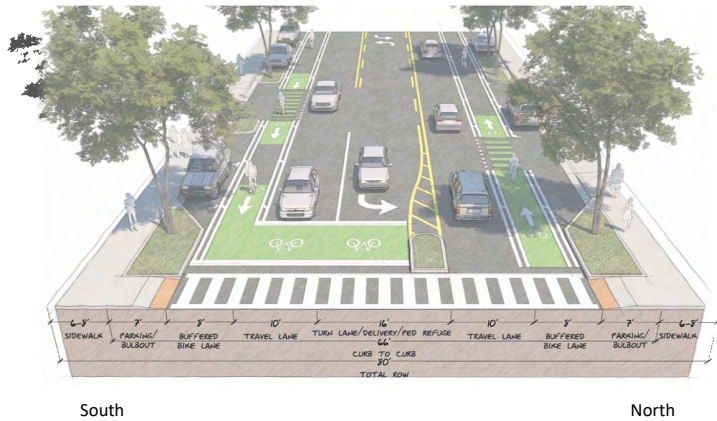 6-8' 7' 8' 10' 16' 10' 8' 7' 6-8'
SIDEWALK PARKING/ BUFFERED TRAVEL LANE TURN LANE/DELIVERY/PED REFUGE TRAVEL LANE BUFFERED PARKING/ SIDEWALK
BULBOUT BIKE LANE BIKE LANE BULBOUT
66'
CURB TO CURB
80'
TOTAL ROW
South North